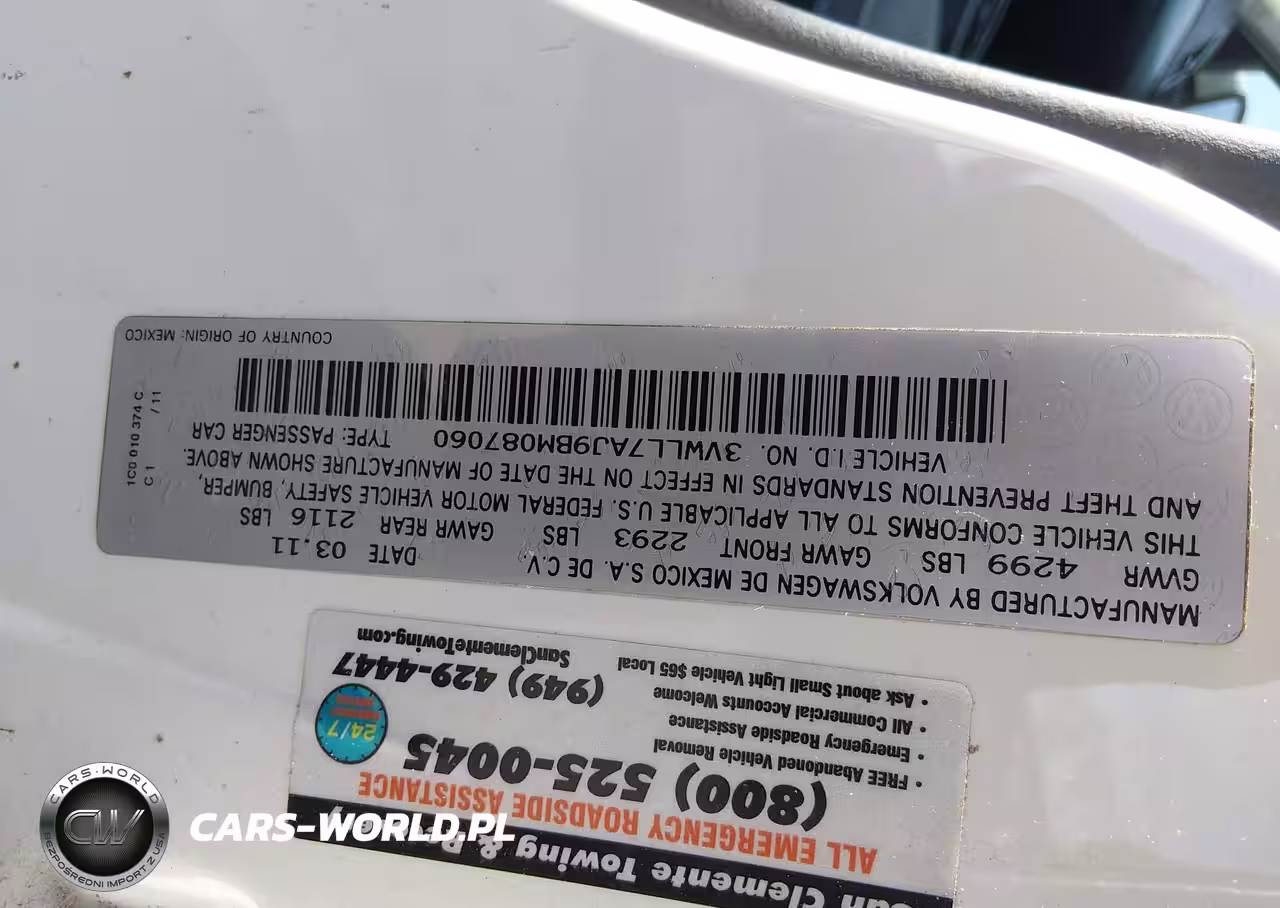 MANUFACTURED BY VOLKSWAGEN DE MEXICO S.A. DE C.V. DATE 03.11
GVWR 4299 LBS GAWR FRONT 2293 LBS GAWR REAR 2116 LBS
THIS VEHICLE CONFORMS TO ALL APPLICABLE U.S. FEDERAL MOTOR VEHICLE SAFETY, BUMPER,
AND THEFT PREVENTION STANDARDS IN EFFECT ON THE DATE OF MANUFACTURE SHOWN ABOVE.
VEHICLE I.D. NO. 3VWLL7AJ9BM087060 TYPE: PASSENGER CAR
COUNTRY OF ORIGIN: MEXICO
1C0 010 374 C
C 1 / 11
San Clemente Towing &
ALL EMERGENCY ROADSIDE ASSISTANCE
(800) 525-0045
24/7
• FREE Abandoned Vehicle Removal
• Emergency Roadside Assistance
• All Commercial Accounts Welcome
• Ask about Small Light Vehicle $65 Local
(949) 429-4447
SanClementeTowing.com
CARS-WORLD
CW
BEZPOŚREDNI IMPORT Z USA
CARS-WORLD.PL